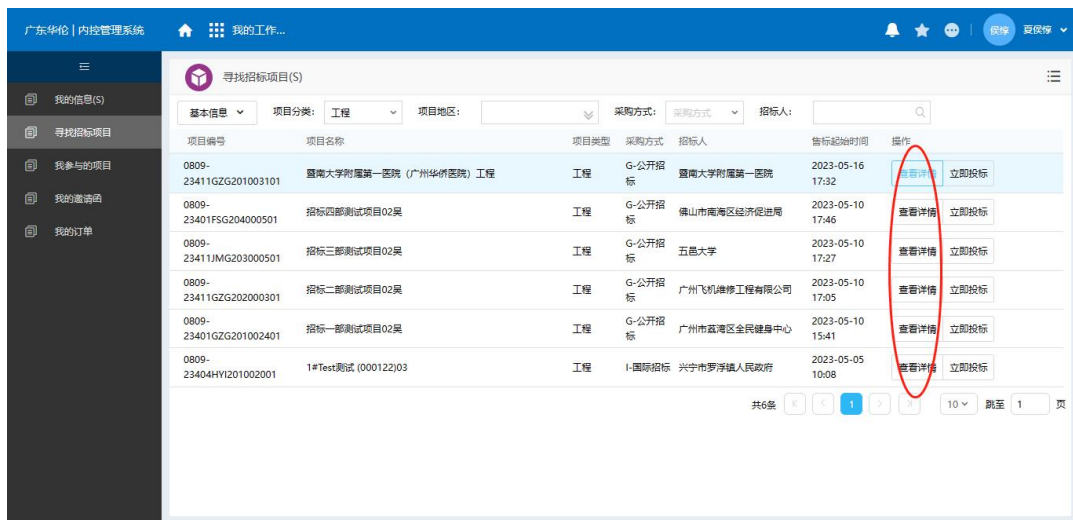 广东华伦 | 内控管理系统 我的工作... 侯惇 夏侯惇
寻找招标项目(S)
我的信息(S)
寻找招标项目
我参与的项目
我的邀请函
我的订单
基本信息 项目分类: 工程 项目地区: 采购方式: 采购方式 招标人:
项目编号 项目名称 项目类型 采购方式 招标人 售标起始时间 操作
0809-23411GZG201003101 暨南大学附属第一医院（广州华侨医院）工程 工程 G-公开招标 暨南大学附属第一医院 2023-05-16 17:32 查看详情 立即投标
0809-23401FSG204000501 招标四部测试项目02吴 工程 G-公开招标 佛山市南海区经济促进局 2023-05-10 17:46 查看详情 立即投标
0809-23411JMG203000501 招标三部测试项目02吴 工程 G-公开招标 五邑大学 2023-05-10 17:27 查看详情 立即投标
0809-23411GZG202000301 招标二部测试项目02吴 工程 G-公开招标 广州飞机维修工程有限公司 2023-05-10 17:05 查看详情 立即投标
0809-23401GZG201002401 招标一部测试项目02吴 工程 G-公开招标 广州市荔湾区全民健身中心 2023-05-10 15:41 查看详情 立即投标
0809-23404HYI201002001 1#Test测试 (000122)03 工程 I-国际招标 兴宁市罗浮镇人民政府 2023-05-05 10:08 查看详情 立即投标
共6条 1 10 跳至 1 页